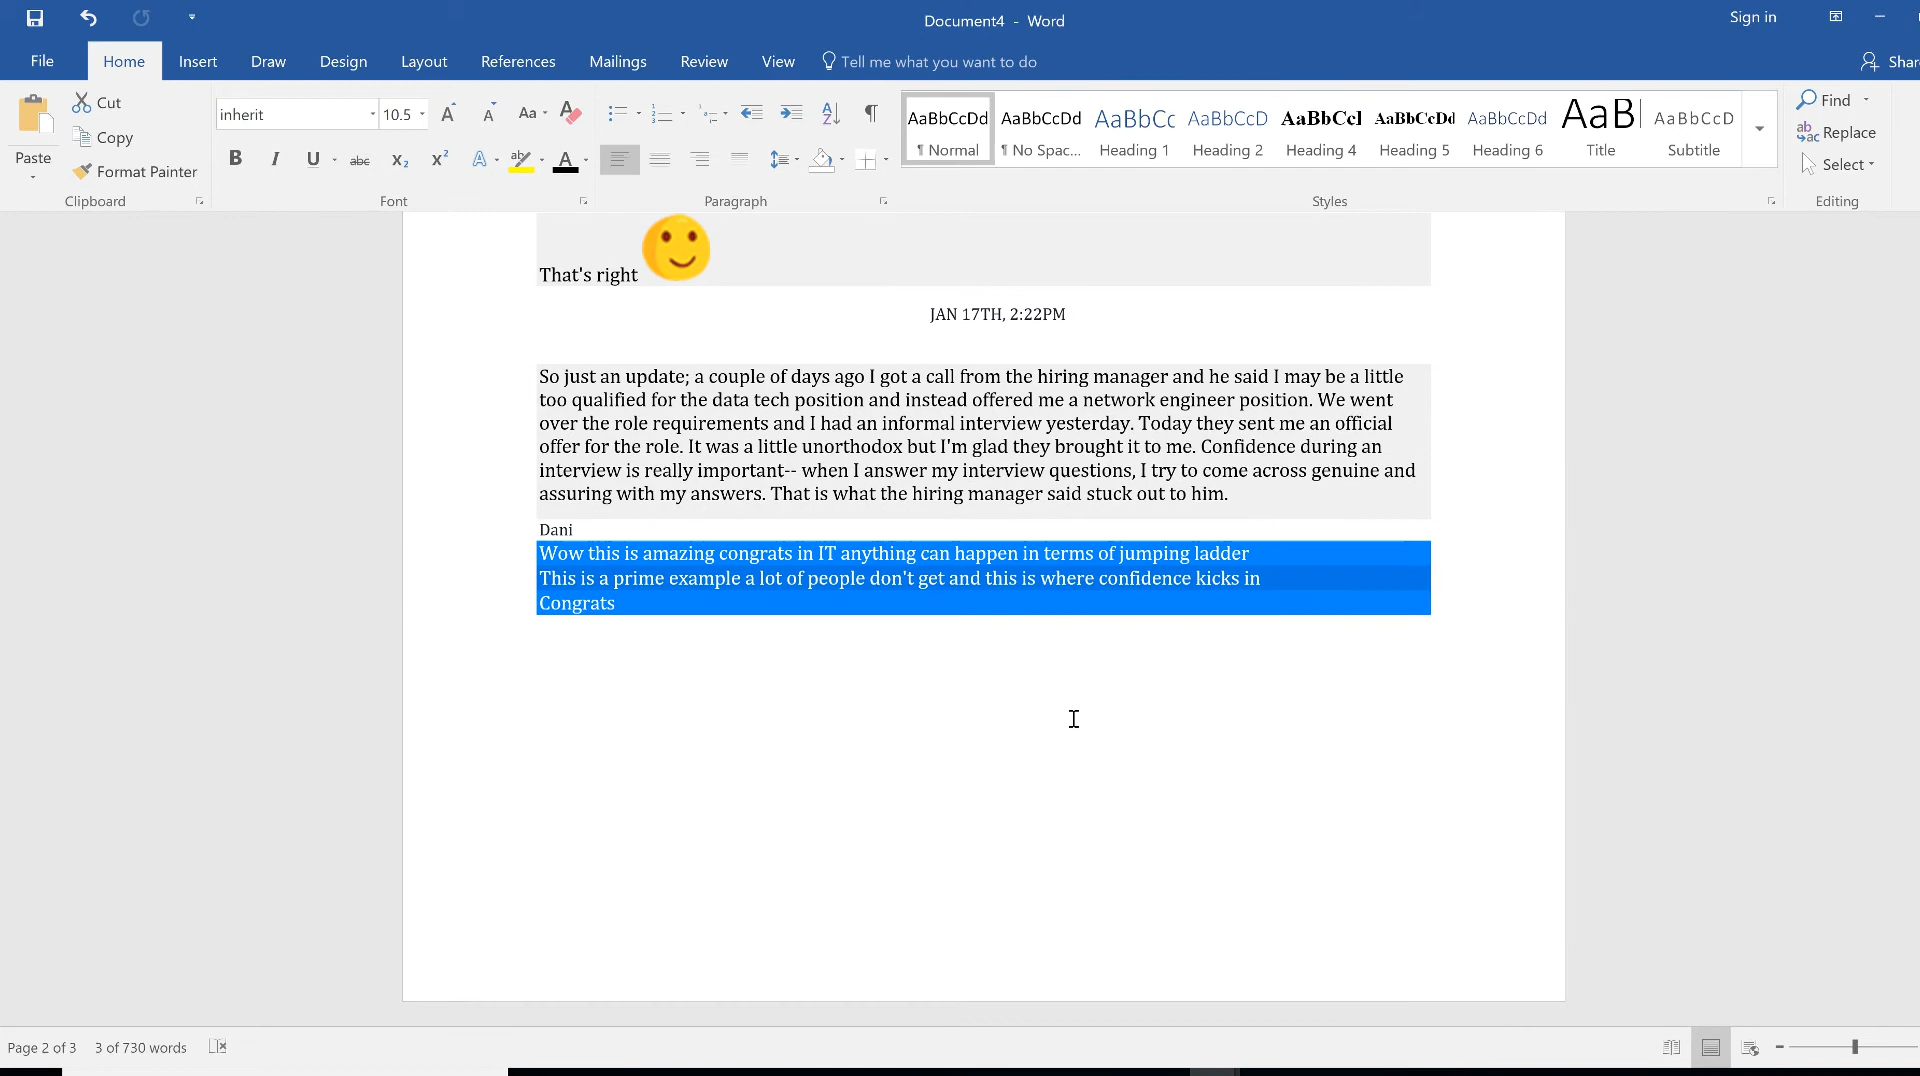 Document4 - Word
Sign in
File
Home
Insert
Draw
Design
Layout
References
Mailings
Review
View
Tell me what you want to do
Paste
Cut
Copy
Format Painter
Clipboard
inherit
10.5
Aa
Font
Paragraph
AaBbCcDd
¶ Normal
AaBbCcDd
¶ No Spac...
AaBbCc
Heading 1
AaBbCcD
Heading 2
AaBbCcl
Heading 4
AaBbCcDd
Heading 5
AaBbCcDd
Heading 6
AaB
Title
AaBbCcD
Subtitle
Styles
Find
Replace
Select
Editing
That's right
JAN 17TH, 2:22PM
So just an update; a couple of days ago I got a call from the hiring manager and he said I may be a little
too qualified for the data tech position and instead offered me a network engineer position. We went
over the role requirements and I had an informal interview yesterday. Today they sent me an official
offer for the role. It was a little unorthodox but I'm glad they brought it to me. Confidence during an
interview is really important-- when I answer my interview questions, I try to come across genuine and
assuring with my answers. That is what the hiring manager said stuck out to him.
Dani
Wow this is amazing congrats in IT anything can happen in terms of jumping ladder
This is a prime example a lot of people don't get and this is where confidence kicks in
Congrats
Page 2 of 3
3 of 730 words